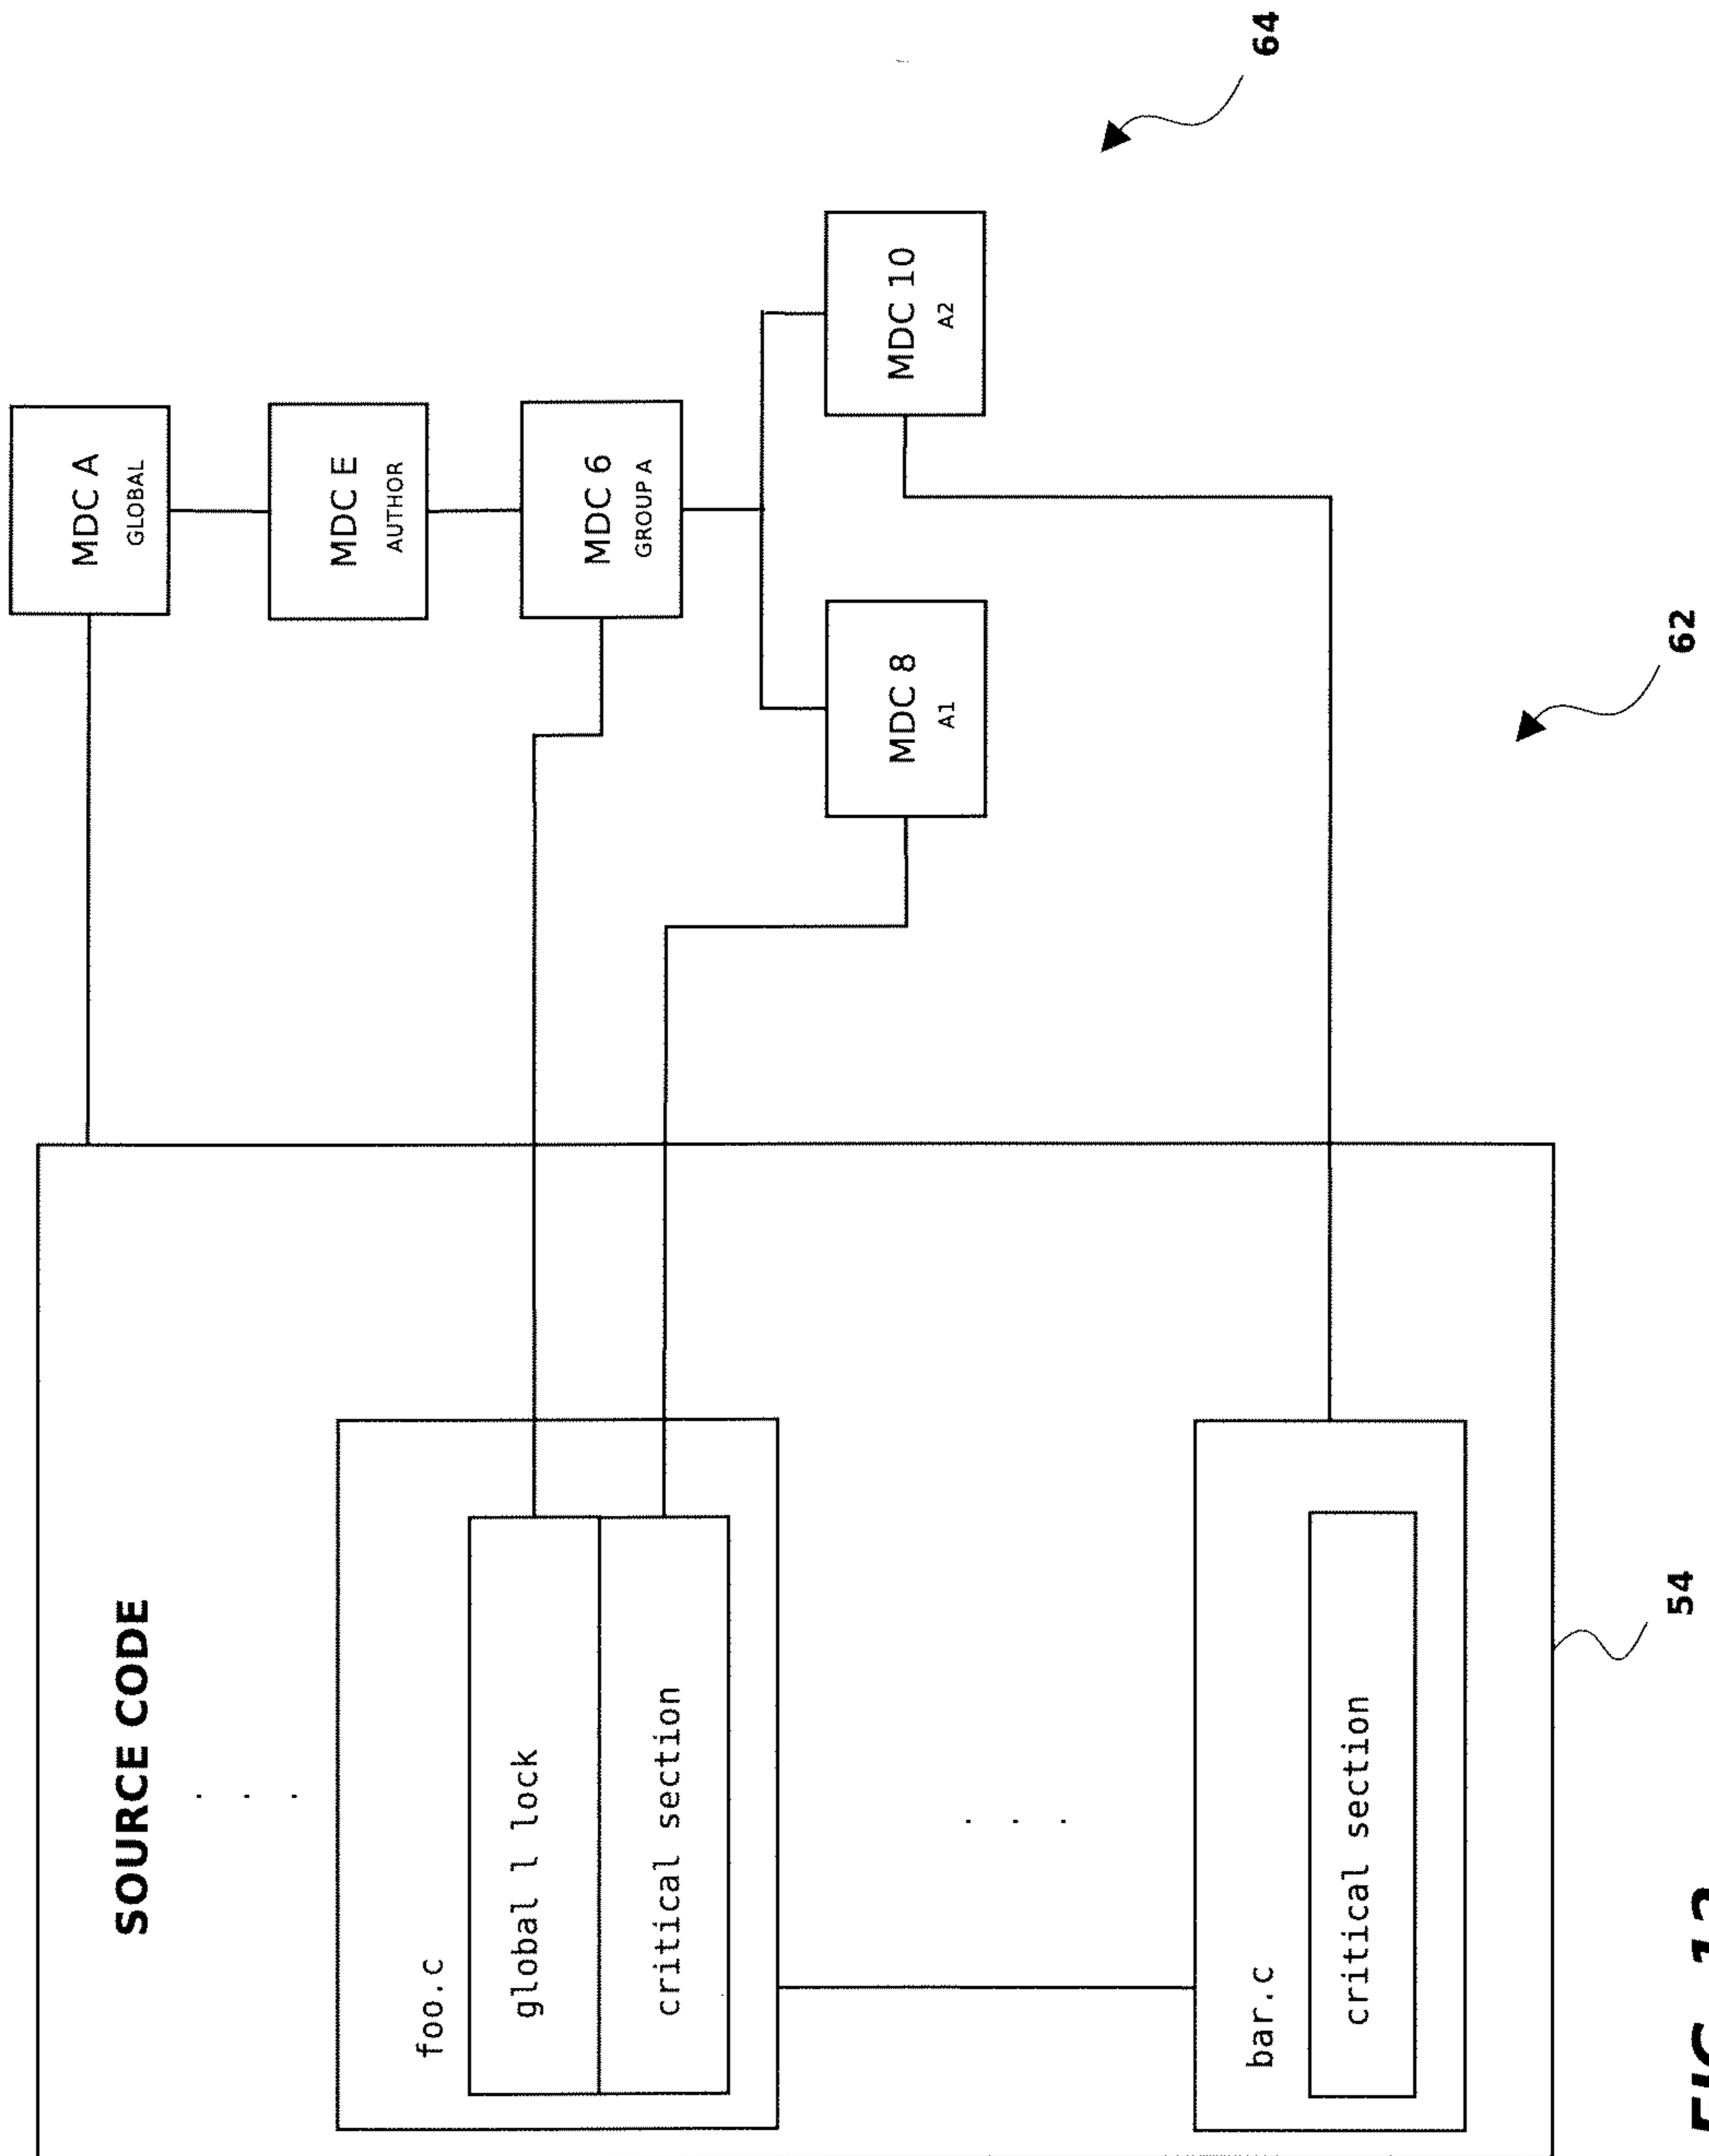 SOURCE CODE
. . .
foo.c
global l lock
critical section
. . .
bar.c
critical section
MDC A
GLOBAL
MDC E
AUTHOR
MDC 6
GROUP A
MDC 8
A1
MDC 10
A2
64
62
54
FIG